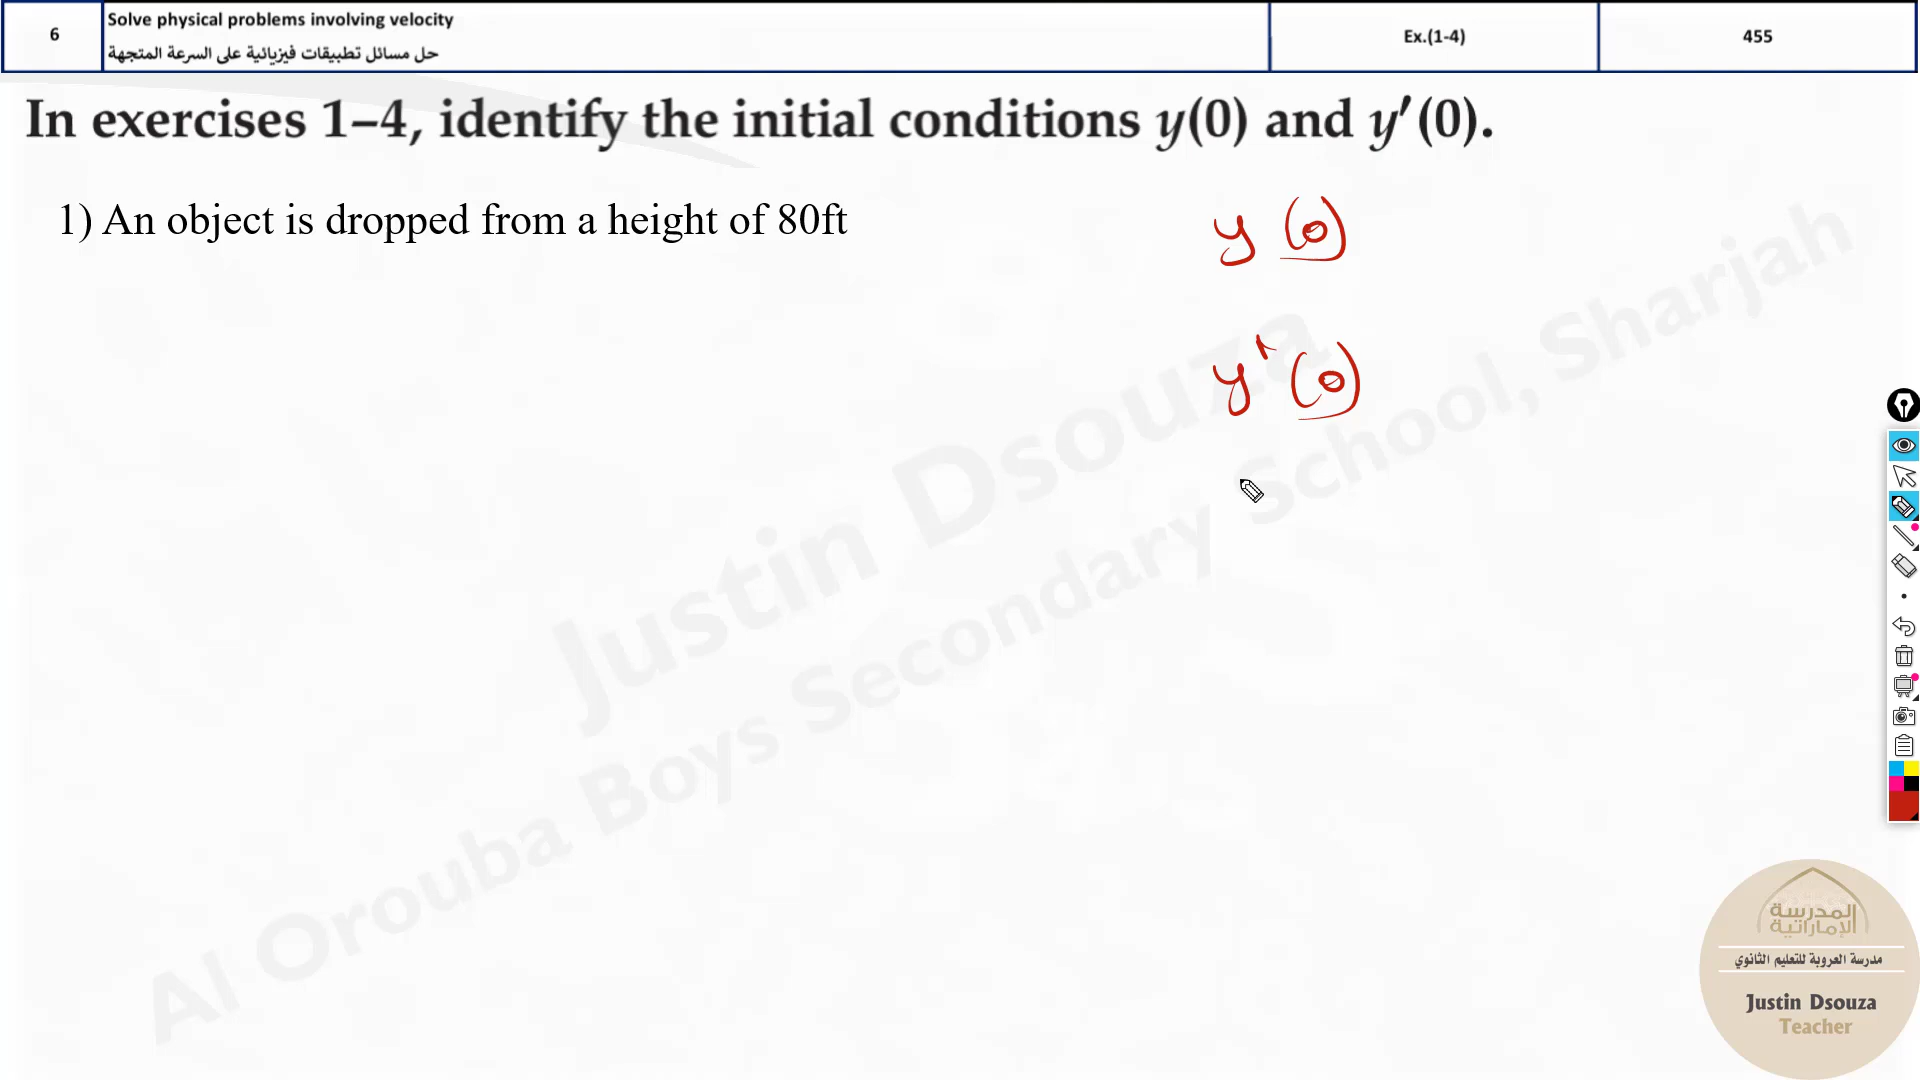 6
Solve physical problems involving velocity
حل مسائل تطبيقات فيزيائية على السرعة المتجهة
Ex.(1-4)
455
In exercises 1–4, identify the initial conditions y(0) and y′(0).
1) An object is dropped from a height of 80ft
y (0)
y' (0)
Justin Dsouza
Al Orouba Boys Secondary School, Sharjah
المدرسة
الإماراتية
مدرسة العروبة للتعليم الثانوي
Justin Dsouza
Teacher